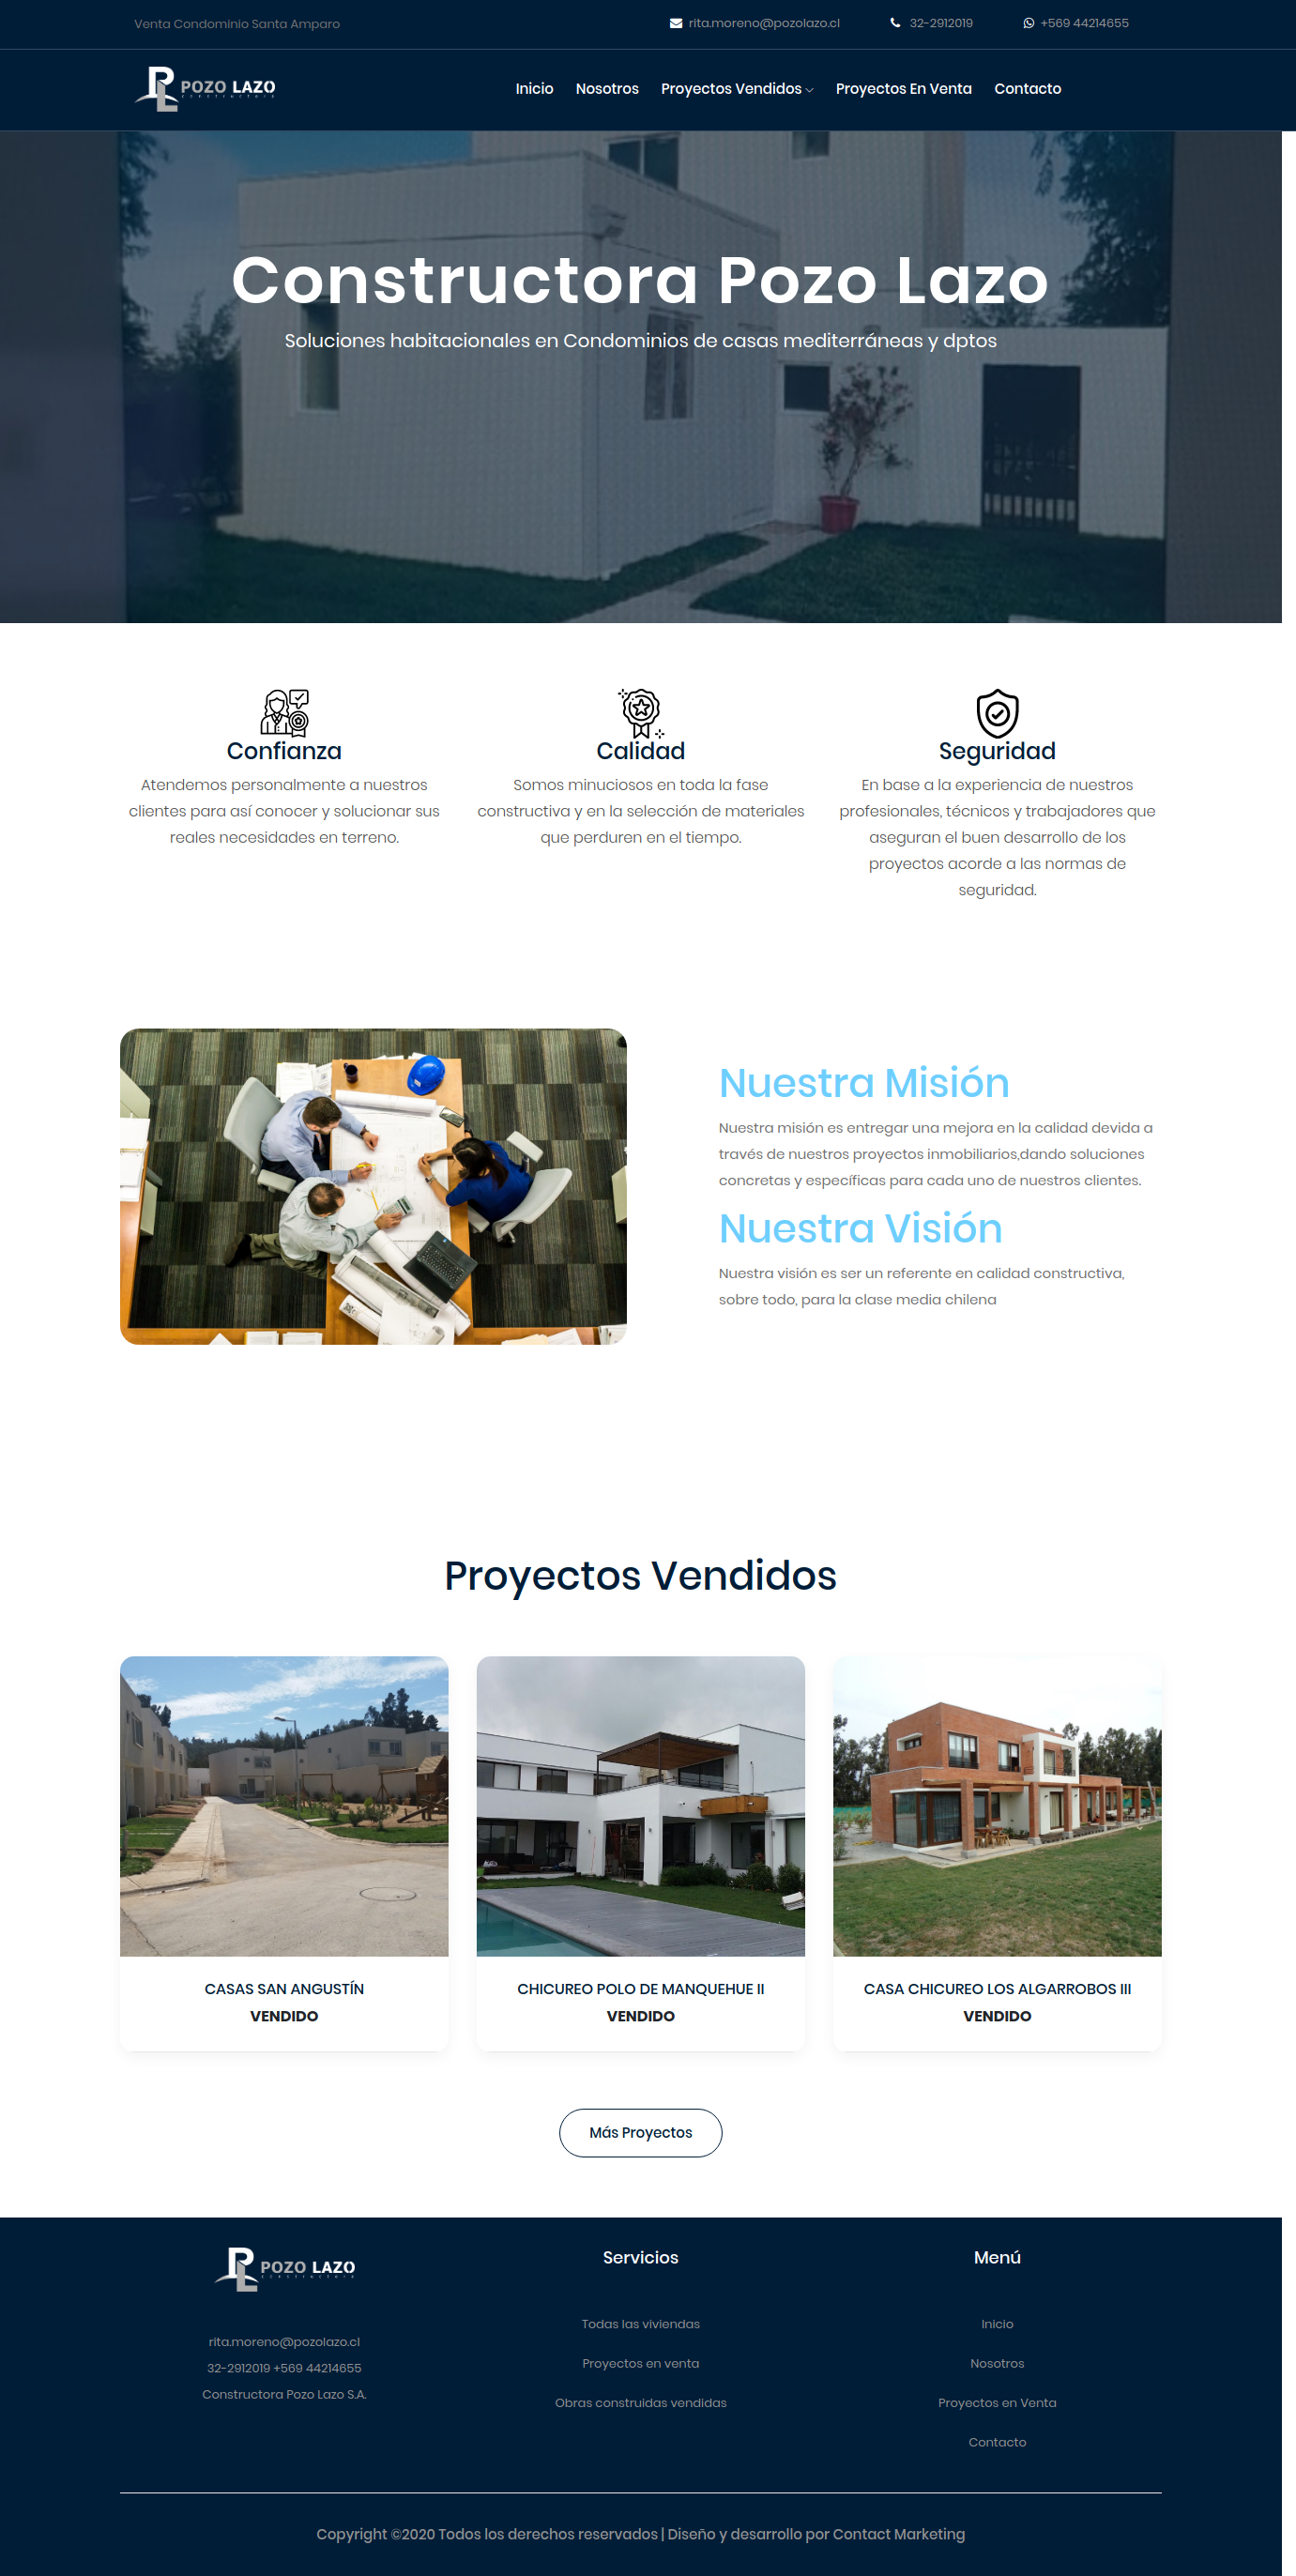 Venta Condominio Santa Amparo
rita.moreno@pozolazo.cl
32-2912019
+569 44214655
POZO LAZO
CONSTRUCTORA
Inicio
Nosotros
Proyectos Vendidos
Proyectos En Venta
Contacto
Constructora Pozo Lazo
Soluciones habitacionales en Condominios de casas mediterráneas y dptos
Confianza
Atendemos personalmente a nuestros
clientes para así conocer y solucionar sus
reales necesidades en terreno.
Calidad
Somos minuciosos en toda la fase
constructiva y en la selección de materiales
que perduren en el tiempo.
Seguridad
En base a la experiencia de nuestros
profesionales, técnicos y trabajadores que
aseguran el buen desarrollo de los
proyectos acorde a las normas de
seguridad.
Nuestra Misión
Nuestra misión es entregar una mejora en la calidad devida a
través de nuestros proyectos inmobiliarios,dando soluciones
concretas y específicas para cada uno de nuestros clientes.
Nuestra Visión
Nuestra visión es ser un referente en calidad constructiva,
sobre todo, para la clase media chilena
Proyectos Vendidos
CASAS SAN ANGUSTÍN
VENDIDO
CHICUREO POLO DE MANQUEHUE II
VENDIDO
CASA CHICUREO LOS ALGARROBOS III
VENDIDO
Más Proyectos
POZO LAZO
CONSTRUCTORA
rita.moreno@pozolazo.cl
32-2912019 +569 44214655
Constructora Pozo Lazo S.A.
Servicios
Todas las viviendas
Proyectos en venta
Obras construidas vendidas
Menú
Inicio
Nosotros
Proyectos en Venta
Contacto
Copyright ©2020 Todos los derechos reservados | Diseño y desarrollo por Contact Marketing